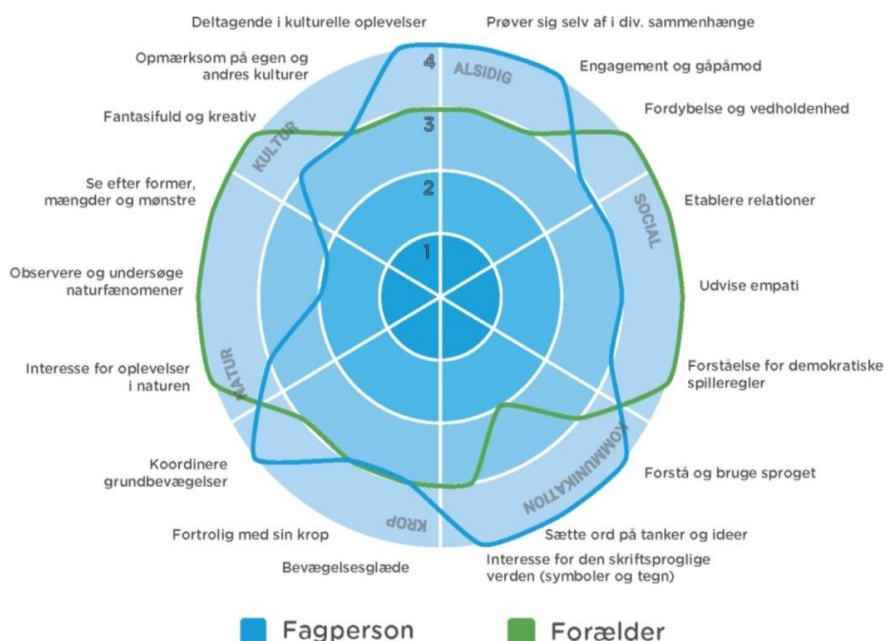 Deltagende i kulturelle oplevelser
Prøver sig selv af i div. sammenhænge
Opmærksom på egen og
andres kulturer
Engagement og gåpåmod
Fantasifuld og kreativ
Fordybelse og vedholdenhed
Se efter former,
mængder og mønstre
Etablere relationer
Observere og undersøge
naturfænomener
Udvise empati
Interesse for oplevelser
i naturen
Forståelse for demokratiske
spilleregler
Koordinere
grundbevægelser
Forstå og bruge sproget
Fortrolig med sin krop
Sætte ord på tanker og ideer
Bevægelsesglæde
Interesse for den skriftsproglige
verden (symboler og tegn)
4
3
2
1
ALSIDIG
SOCIAL
KOMMUNIKATION
KROP
NATUR
KULTUR
Fagperson
Forælder